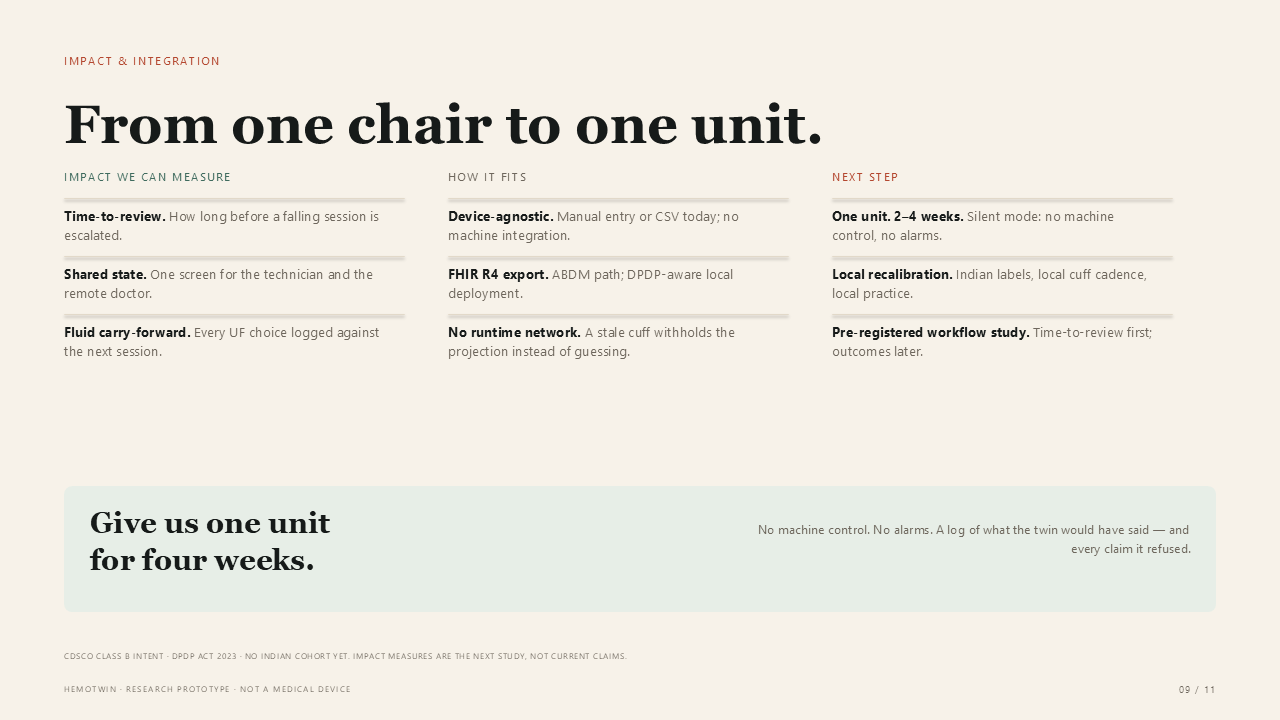 IMPACT & INTEGRATION
From one chair to one unit.
IMPACT WE CAN MEASURE
Time-to-review. How long before a falling session is
escalated.
Shared state. One screen for the technician and the
remote doctor.
Fluid carry-forward. Every UF choice logged against
the next session.
HOW IT FITS
Device-agnostic. Manual entry or CSV today; no
machine integration.
FHIR R4 export. ABDM path; DPDP-aware local
deployment.
No runtime network. A stale cuff withholds the
projection instead of guessing.
NEXT STEP
One unit. 2–4 weeks. Silent mode: no machine
control, no alarms.
Local recalibration. Indian labels, local cuff cadence,
local practice.
Pre-registered workflow study. Time-to-review first;
outcomes later.
Give us one unit
for four weeks.
No machine control. No alarms. A log of what the twin would have said — and
every claim it refused.
CDSCO CLASS B INTENT · DPDP ACT 2023 · NO INDIAN COHORT YET. IMPACT MEASURES ARE THE NEXT STUDY, NOT CURRENT CLAIMS.
HEMOTWIN · RESEARCH PROTOTYPE · NOT A MEDICAL DEVICE
09 / 11